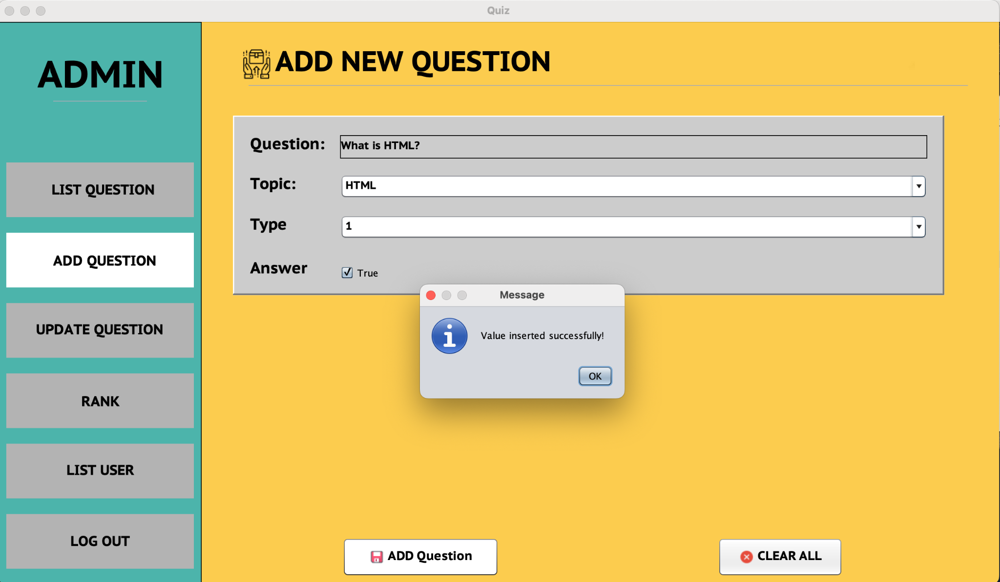 Quiz
ADMIN
LIST QUESTION
ADD QUESTION
UPDATE QUESTION
RANK
LIST USER
LOG OUT
ADD NEW QUESTION
Question: What is HTML?
Topic: HTML
Type 1
Answer True
Message
Value inserted successfully!
OK
ADD Question
CLEAR ALL